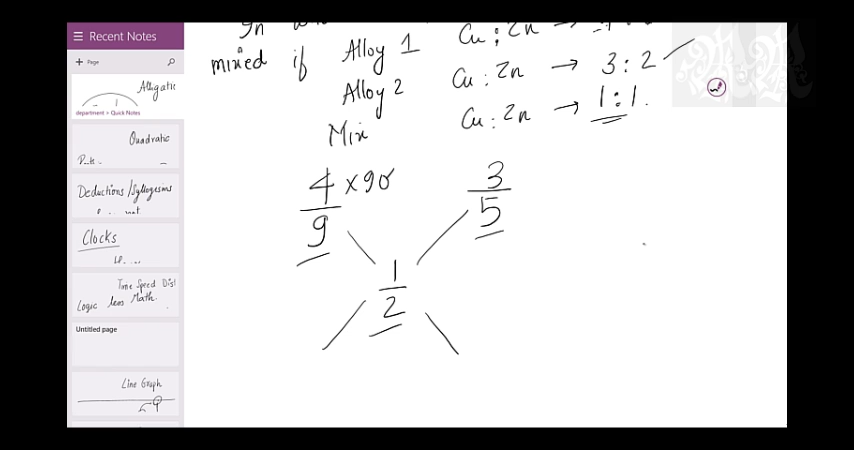 Recent Notes
+ Page
Alligatio
department > Quick Notes
Quadratic
Deductions/Syllogisms
Clocks
Time Speed Dist
Logic less Math.
Untitled page
Line Graph
In
mixed if Alloy 1 Cu : Zn →
Alloy 2 Cu : Zn → 3 : 2
Mix Cu : Zn → 1 : 1.
4/9 × 90 3/5
1/2